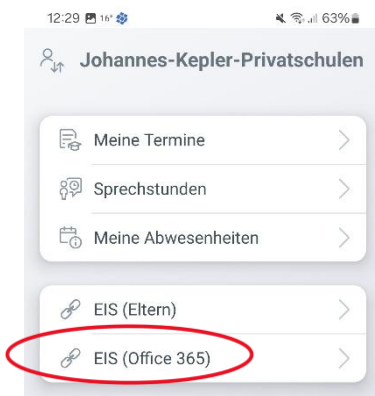 12:29 16° 63%
Johannes-Kepler-Privatschulen
Meine Termine
Sprechstunden
Meine Abwesenheiten
EIS (Eltern)
EIS (Office 365)